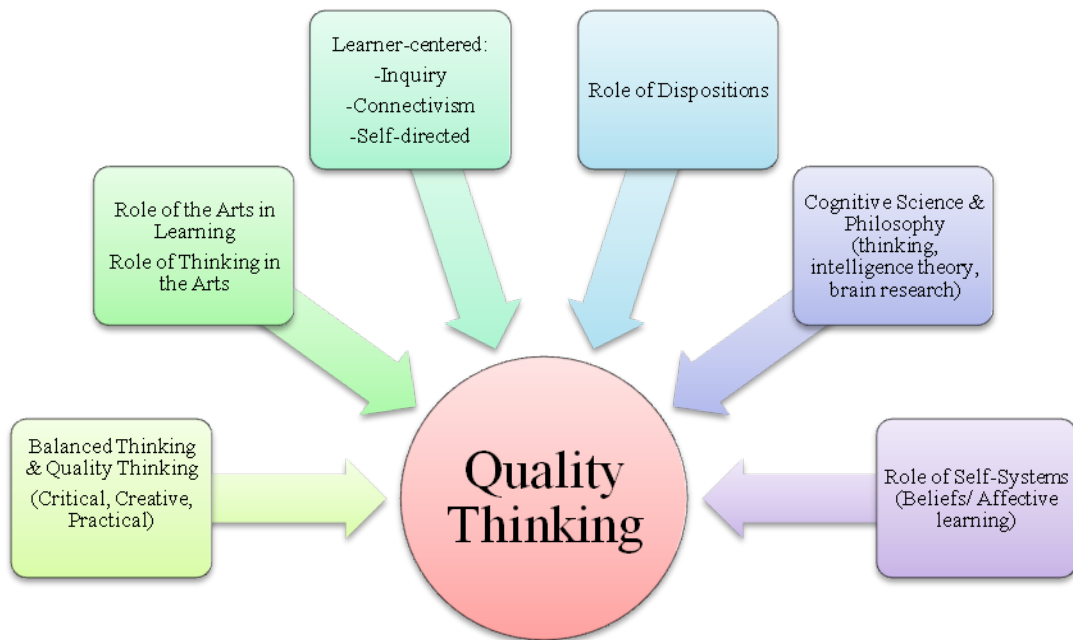 Learner-centered:
-Inquiry
-Connectivism
-Self-directed
Role of Dispositions
Role of the Arts in
Learning
Role of Thinking in
the Arts
Cognitive Science &
Philosophy
(thinking,
intelligence theory,
brain research)
Balanced Thinking
& Quality Thinking
(Critical, Creative,
Practical)
Quality
Thinking
Role of Self-Systems
(Beliefs/ Affective
learning)